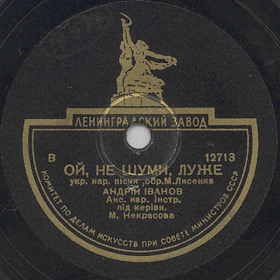 ЛЕНИНГРАДСКИЙ ЗАВОД
В 12713
ОЙ, НЕ ШУМИ, ЛУЖЕ
укр. нар. пісня, обр. М. Лисенка
АНДРІЙ ІВАНОВ
Анс. нар. інстр.
під керівн.
М. Некрасова
КОМИТЕТ ПО ДЕЛАМ ИСКУССТВ ПРИ СОВЕТЕ МИНИСТРОВ СССР